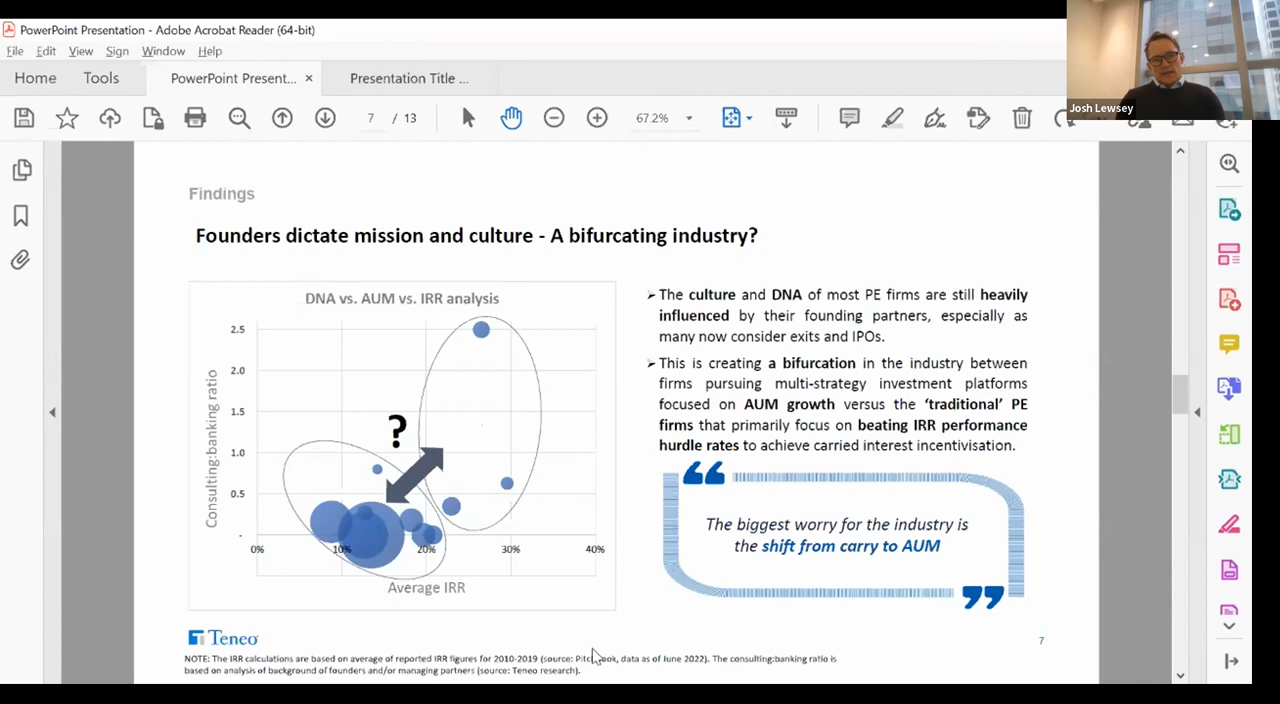 PowerPoint Presentation - Adobe Acrobat Reader (64-bit)
File Edit View Sign Window Help
Home Tools PowerPoint Present... × Presentation Title ...
7 / 13 67.2%
Josh Lewsey
Findings
Founders dictate mission and culture - A bifurcating industry?
DNA vs. AUM vs. IRR analysis
2.5
2.0
1.5
1.0
0.5
-
0% 10% 20% 30% 40%
Consulting:banking ratio
Average IRR
?
➢ The culture and DNA of most PE firms are still heavily
influenced by their founding partners, especially as
many now consider exits and IPOs.
➢ This is creating a bifurcation in the industry between
firms pursuing multi-strategy investment platforms
focused on AUM growth versus the ‘traditional’ PE
firms that primarily focus on beating IRR performance
hurdle rates to achieve carried interest incentivisation.
“
The biggest worry for the industry is
the shift from carry to AUM
”
Teneo
7
NOTE: The IRR calculations are based on average of reported IRR figures for 2010-2019 (source: data as of June 2022). The consulting:banking ratio is
based on analysis of background of founders and/or managing partners (source: Teneo research).